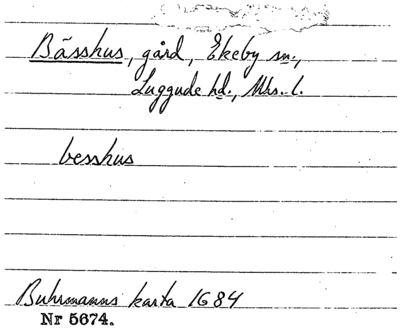 Bässhus, gård, Ekeby sn.,
Luggude hd., Mhs. l.
besshus
Buhrmanns karta 1684
Nr 5674.